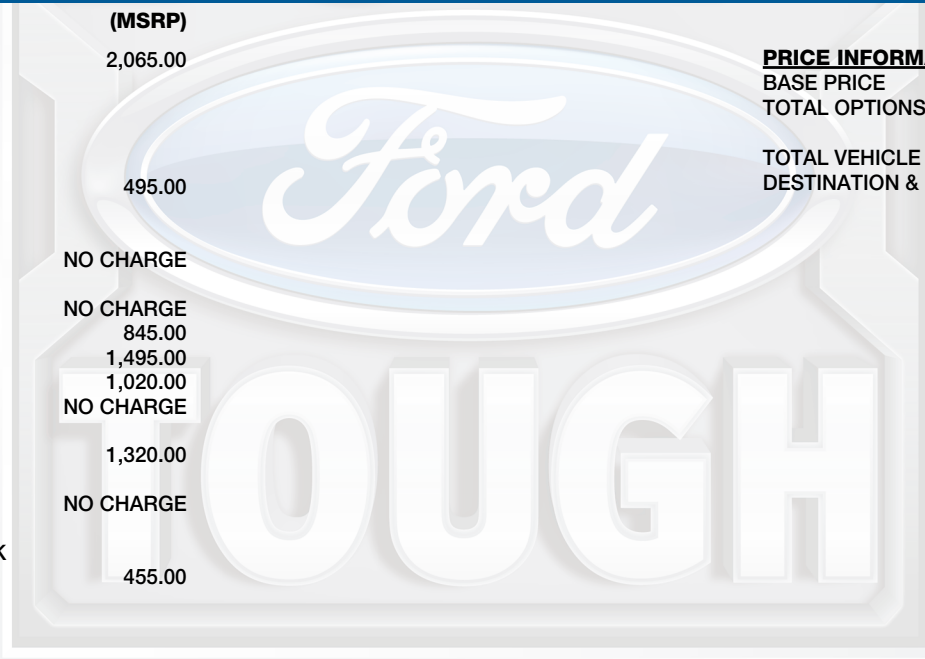 (MSRP)
2,065.00
495.00
NO CHARGE
NO CHARGE
845.00
1,495.00
1,020.00
NO CHARGE
1,320.00
NO CHARGE
K
455.00
PRICE INFORMA
BASE PRICE
TOTAL OPTIONS
TOTAL VEHICLE
DESTINATION &
Ford
TOUGH